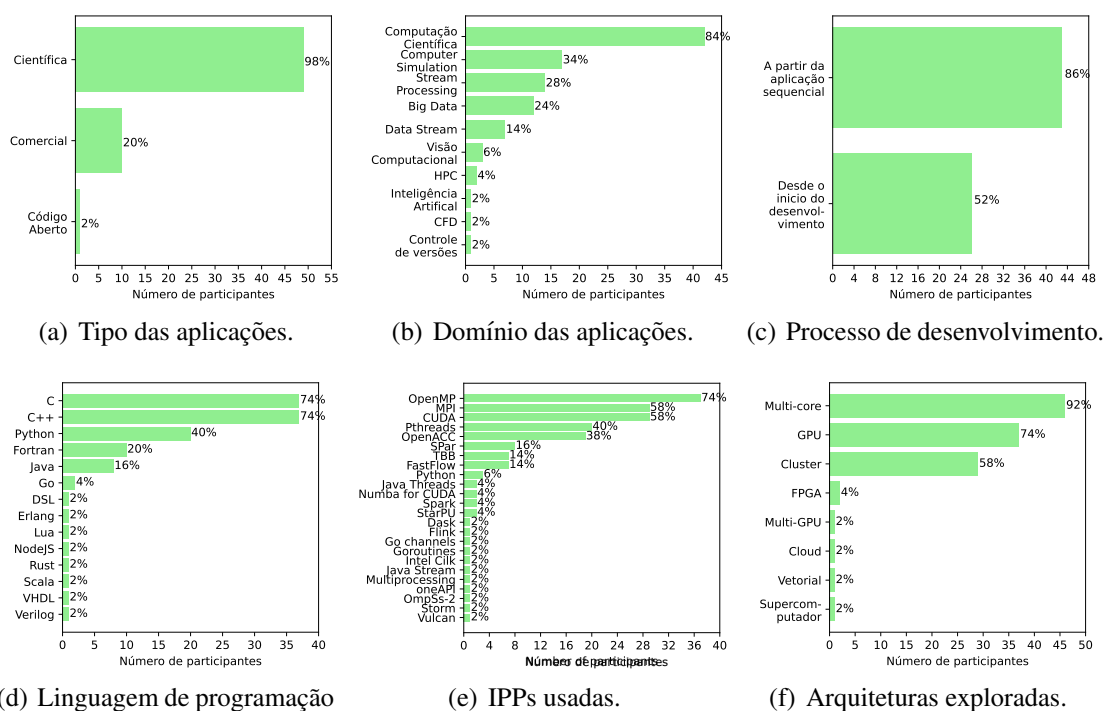 Científica
98%
Comercial
20%
Código
Aberto
2%
0 5 10 15 20 25 30 35 40 45 50 55
Número de participantes
(a) Tipo das aplicações.
Computação
Científica
84%
Computer
Simulation
34%
Stream
Processing
28%
Big Data
24%
Data Stream
14%
Visão
Computacional
6%
HPC
4%
Inteligência
Artifical
2%
CFD
2%
Controle
de versões
2%
0 5 10 15 20 25 30 35 40 45
Número de participantes
(b) Domínio das aplicações.
A partir da
aplicação
sequencial
86%
Desde o
inicio do
desenvol-
vimento
52%
0 4 8 12 16 20 24 28 32 36 40 44 48
Número de participantes
(c) Processo de desenvolvimento.
C 74%
C++ 74%
Python 40%
Fortran 20%
Java 16%
Go 4%
DSL 2%
Erlang 2%
Lua 2%
NodeJS 2%
Rust 2%
Scala 2%
VHDL 2%
Verilog 2%
0 5 10 15 20 25 30 35 40
Número de participantes
(d) Linguagem de programação
OpenMP 74%
MPI 58%
CUDA 58%
Pthreads 40%
OpenACC 38%
SPar 16%
TBB 14%
FastFlow 14%
Python 6%
Java Threads 4%
Numba for CUDA 4%
Spark 4%
StarPU 4%
Dask 2%
Flink 2%
Go channels 2%
Goroutines 2%
Intel Cilk 2%
Java Stream 2%
Multiprocessing 2%
oneAPI 2%
OmpSs-2 2%
Storm 2%
Vulcan 2%
0 4 8 12 16 20 24 28 32 36 40
Número de participantes
(e) IPPs usadas.
Multi-core 92%
GPU 74%
Cluster 58%
FPGA 4%
Multi-GPU 2%
Cloud 2%
Vetorial 2%
Supercom-
putador
2%
0 5 10 15 20 25 30 35 40 45 50
Número de participantes
(f) Arquiteturas exploradas.